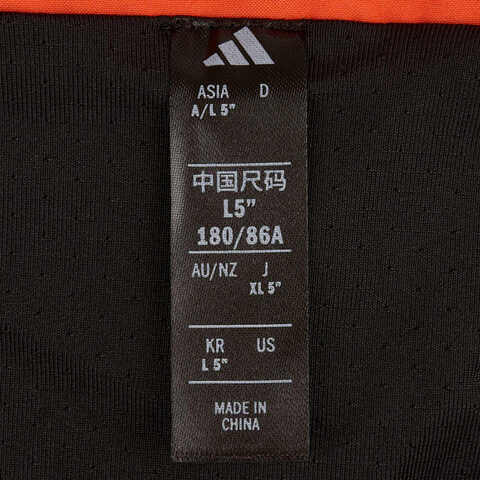 ASIA D
A/L 5"
中国尺码
L5"
180/86A
AU/NZ J
XL 5"
KR US
L 5"
MADE IN
CHINA